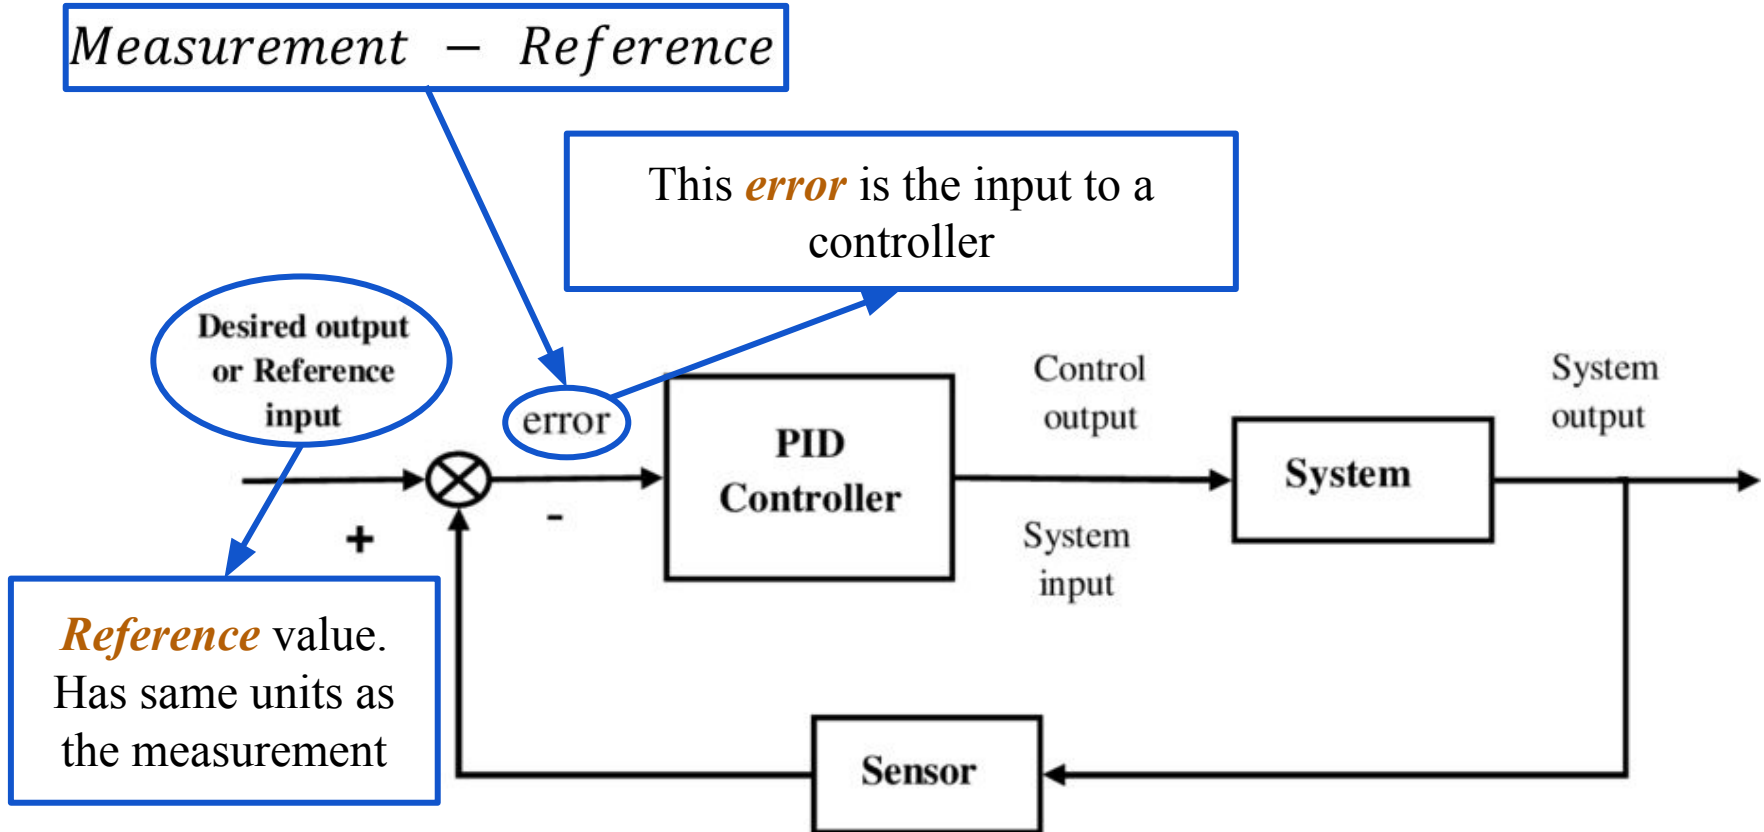 Measurement − Reference
This error is the input to a
controller
Desired output
or Reference
input
error
PID
Controller
Control
output
System
input
System
System
output
+
-
Reference value.
Has same units as
the measurement
Sensor